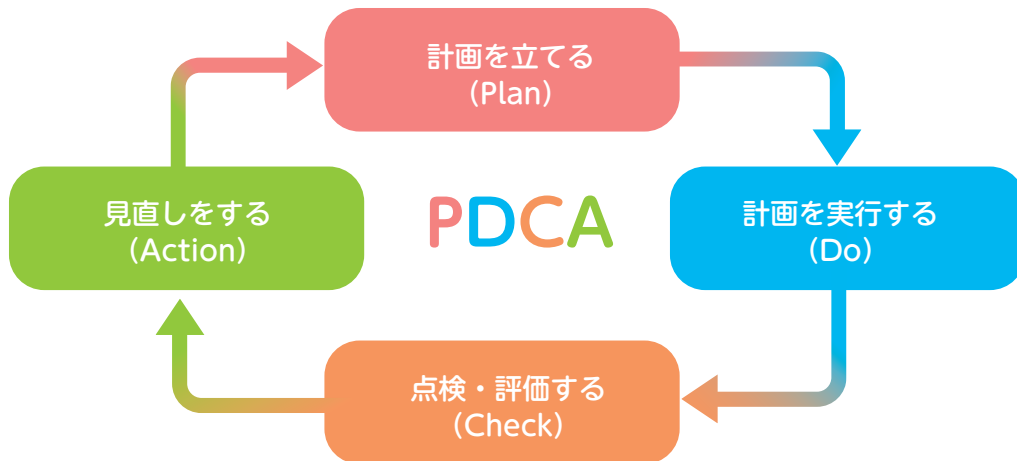 計画を立てる
(Plan)
見直しをする
(Action)
PDCA
計画を実行する
(Do)
点検・評価する
(Check)